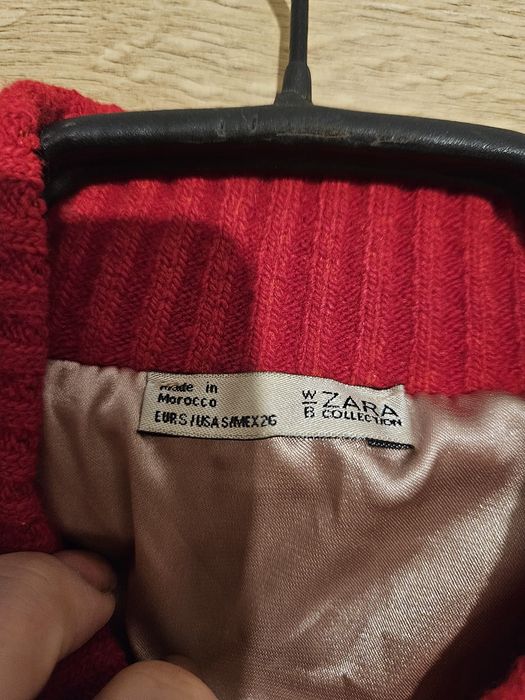 Made in
Morocco
EUR S/USA S/MEX 26
W
B
ZARA
COLLECTION